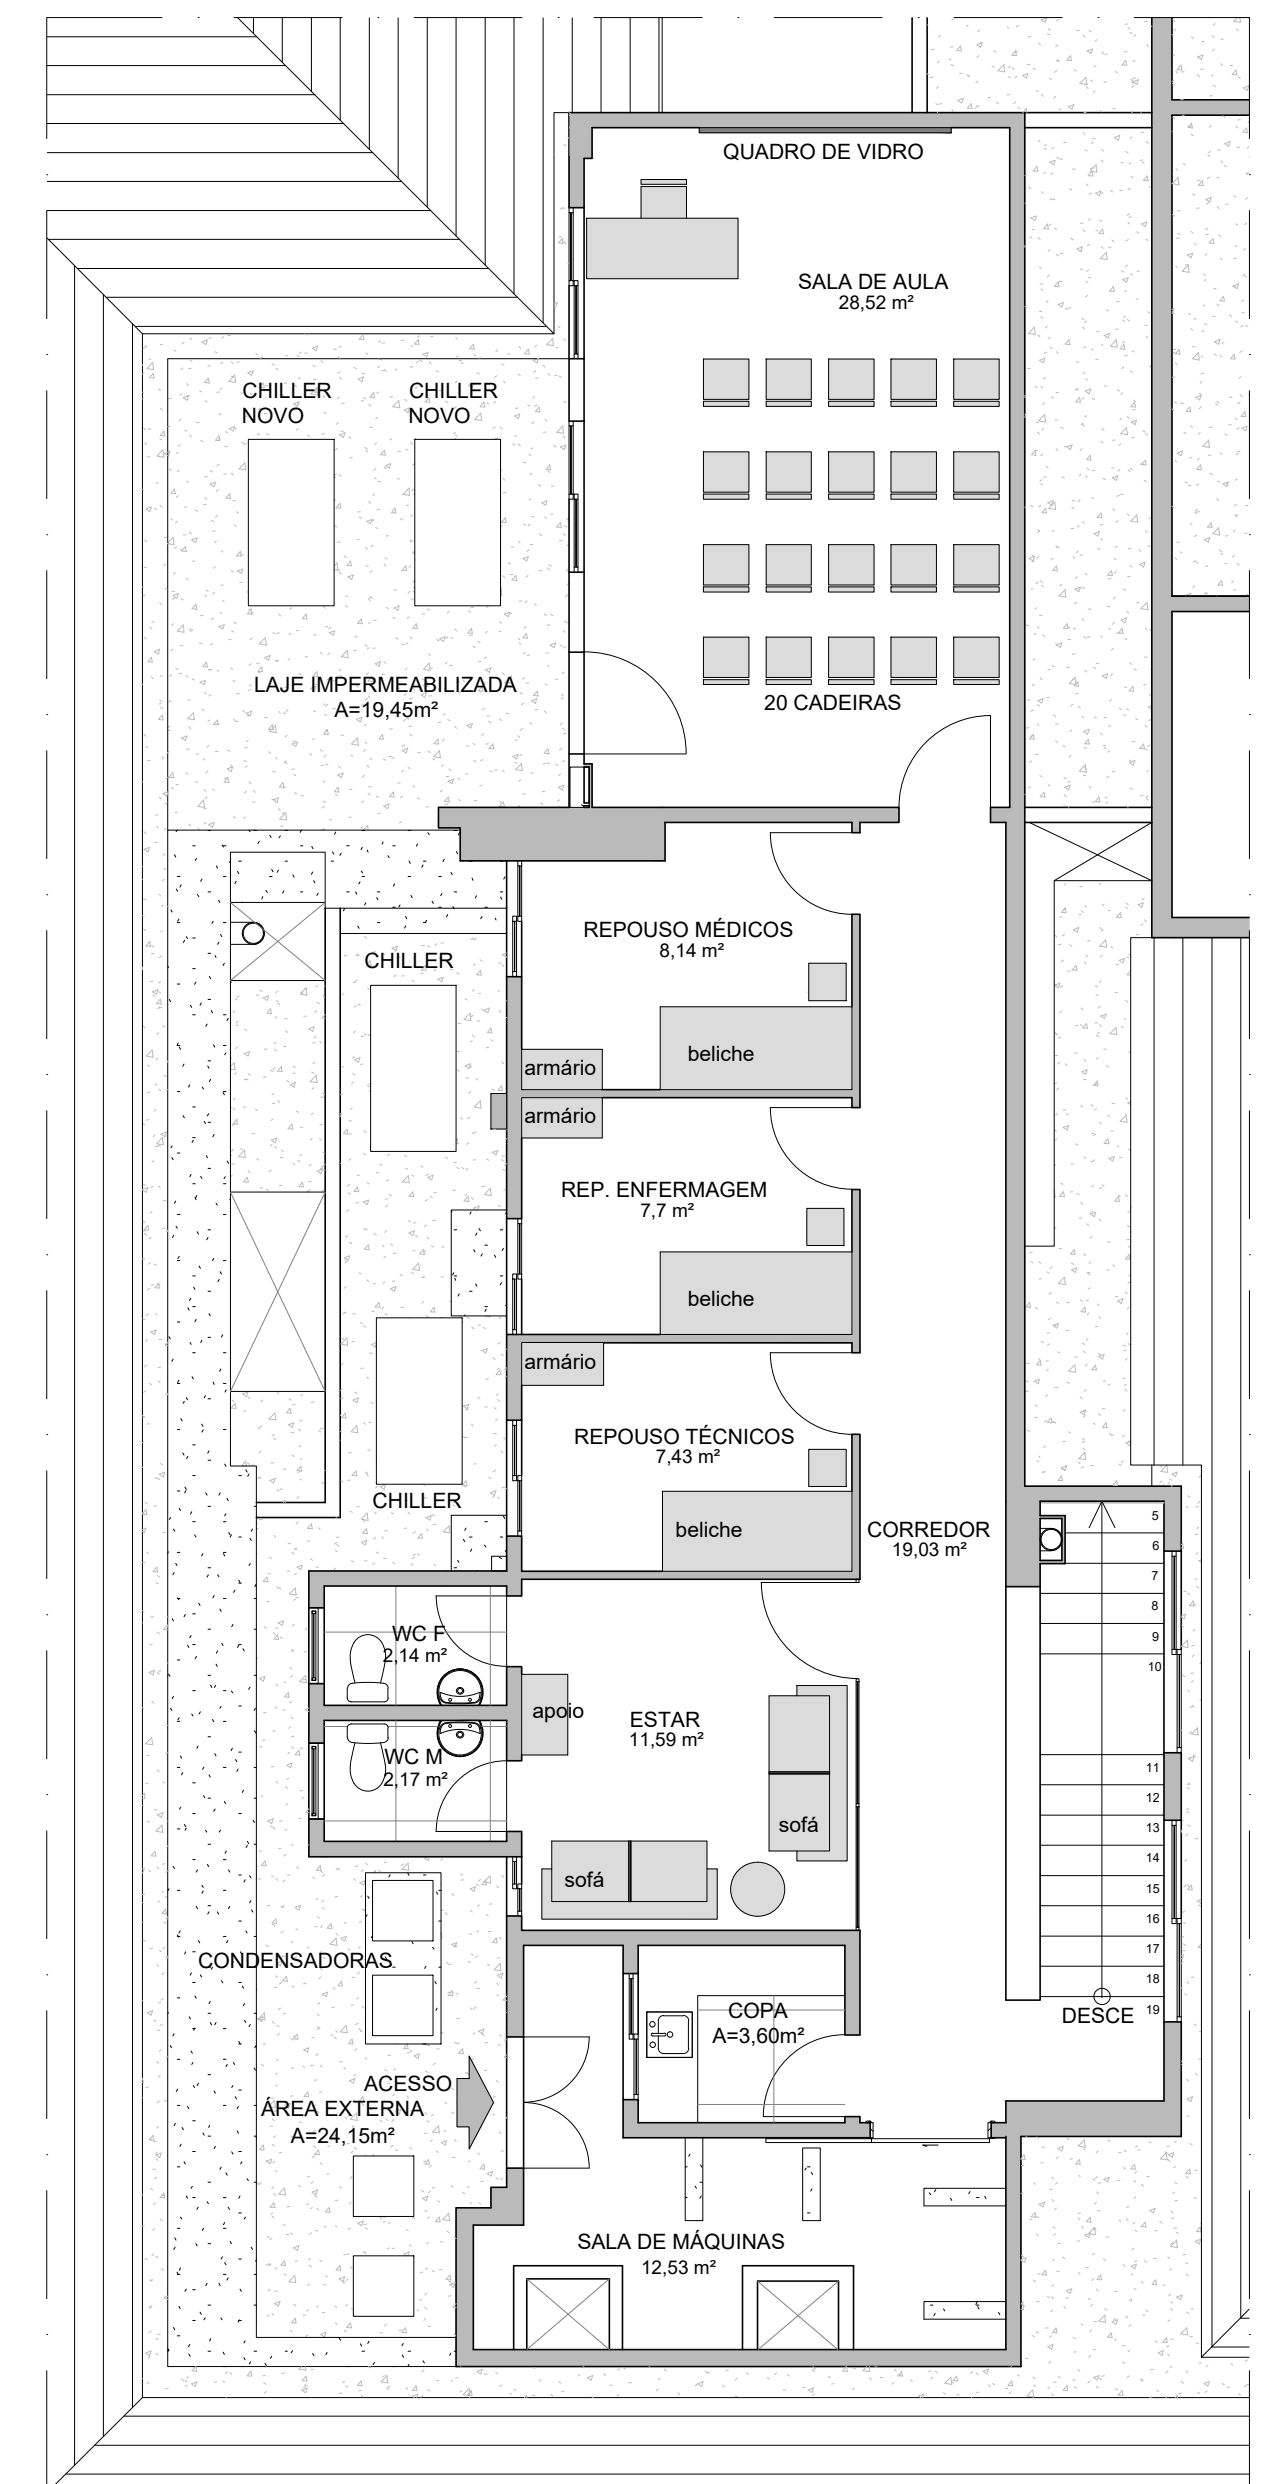 QUADRO DE VIDRO
SALA DE AULA
28,52 m²
CHILLER
NOVO
CHILLER
NOVO
LAJE IMPERMEABILIZADA
A=19,45m²
20 CADEIRAS
REPOUSO MÉDICOS
8,14 m²
CHILLER
beliche
armário
armário
REP. ENFERMAGEM
7,7 m²
beliche
armário
REPOUSO TÉCNICOS
7,43 m²
CHILLER
beliche
CORREDOR
19,03 m²
5
6
7
8
9
10
11
12
13
14
15
16
17
18
19
DESCE
WC F
2,14 m²
apoio
ESTAR
11,59 m²
WC M
2,17 m²
sofá
sofá
CONDENSADORAS
COPA
A=3,60m²
ACESSO
ÁREA EXTERNA
A=24,15m²
SALA DE MÁQUINAS
12,53 m²